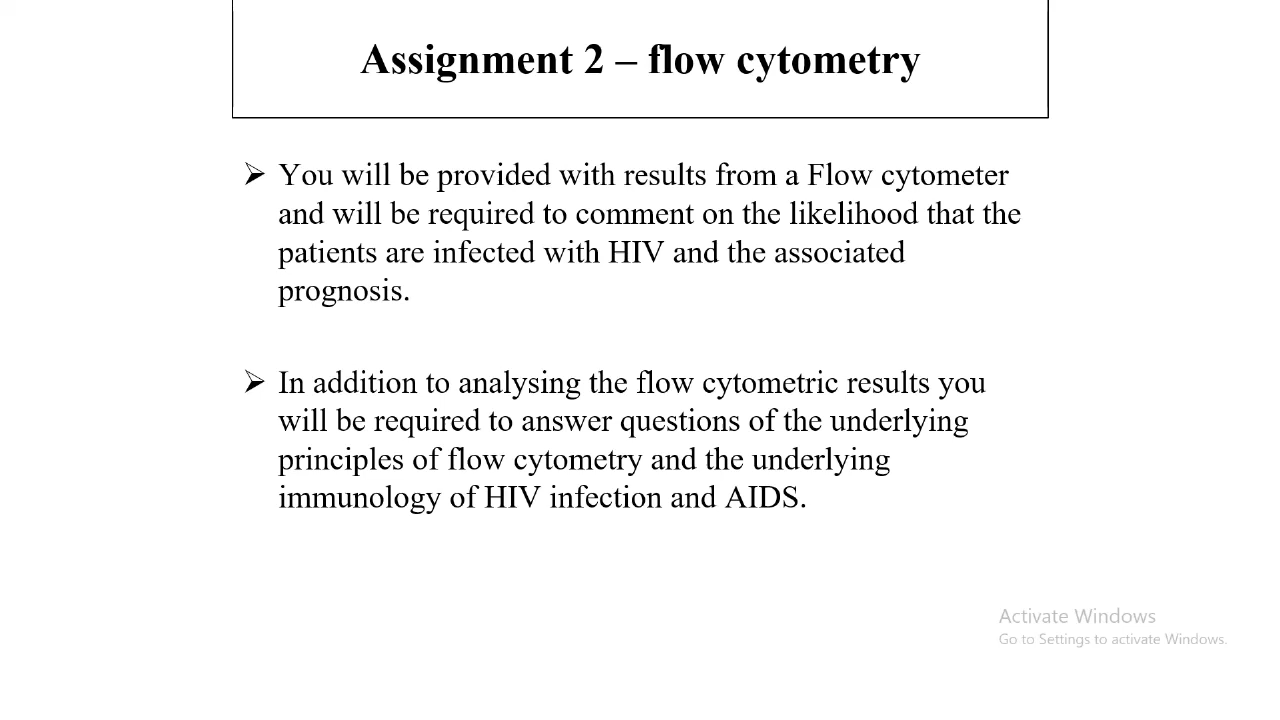 Assignment 2 – flow cytometry
➢ You will be provided with results from a Flow cytometer
and will be required to comment on the likelihood that the
patients are infected with HIV and the associated
prognosis.
➢ In addition to analysing the flow cytometric results you
will be required to answer questions of the underlying
principles of flow cytometry and the underlying
immunology of HIV infection and AIDS.
Activate Windows
Go to Settings to activate Windows.